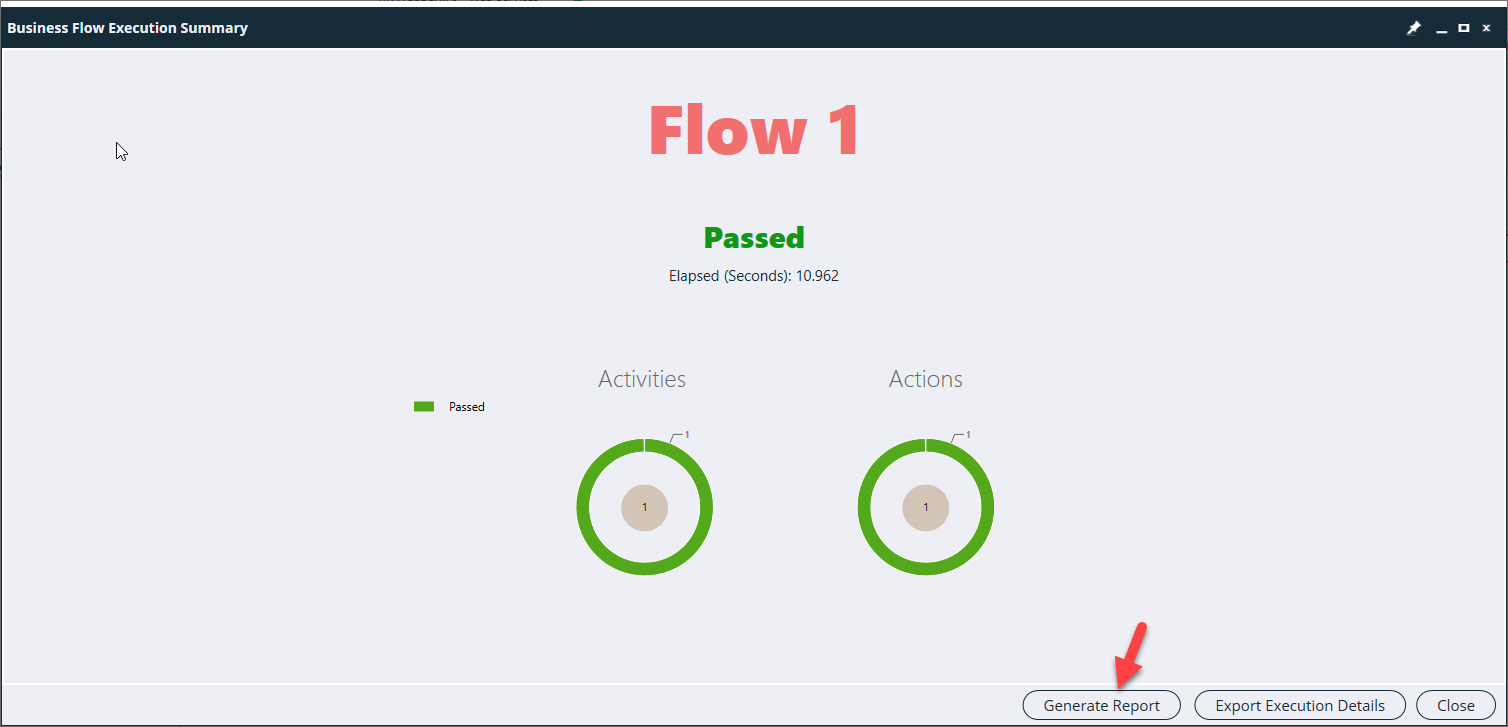 Business Flow Execution Summary
Flow 1
Passed
Elapsed (Seconds): 10.962
Activities
Actions
Passed
1
1
1
1
Generate Report
Export Execution Details
Close